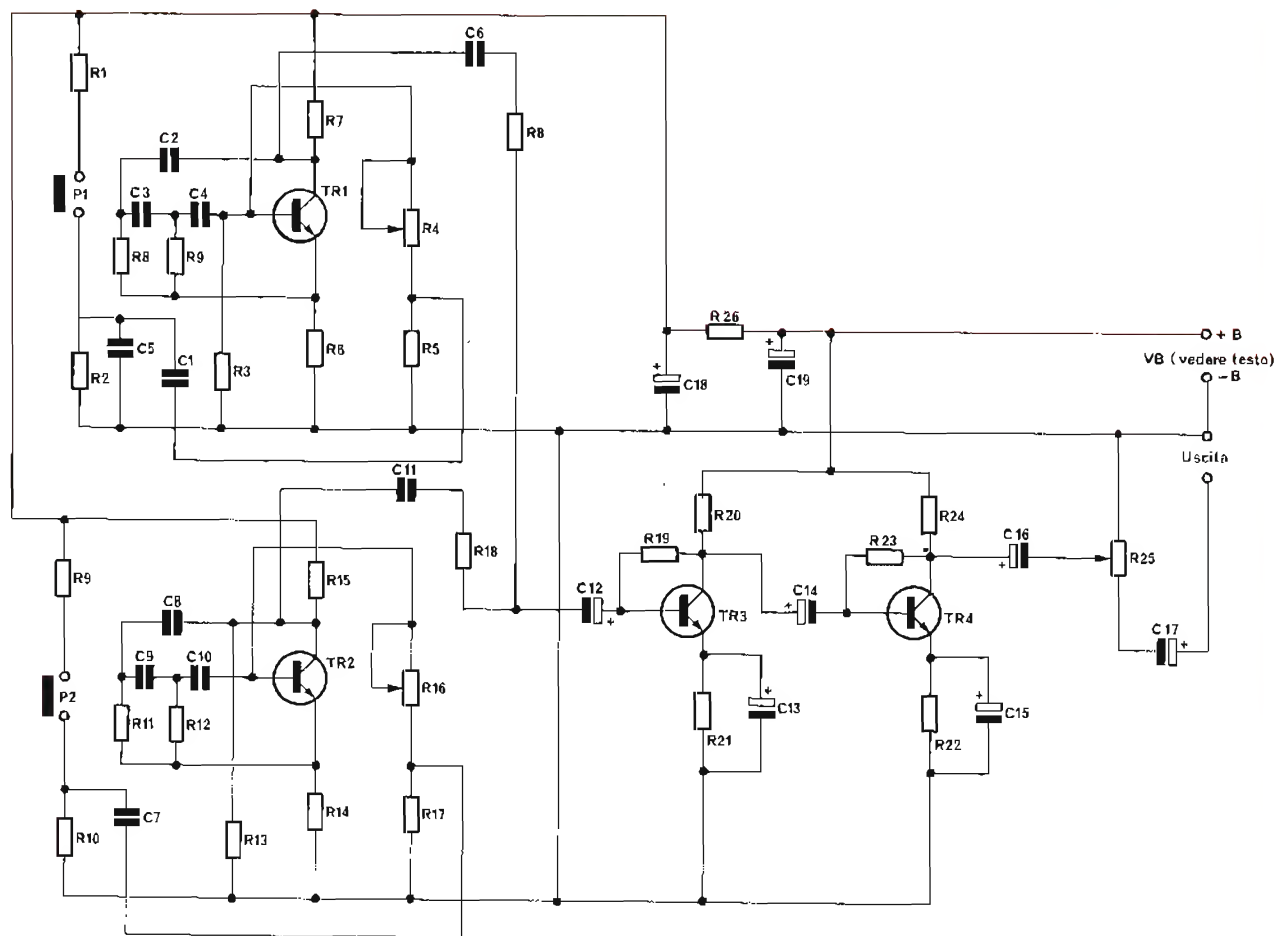 C6
R1
R7
R8
C2
TR1
P1
C3
C4
R4
R8
R9
R26
+ B
VB ( vedere testo)
– B
C5
C1
R6
R5
R2
R3
+
C18
+
C19
Uscita
C11
R20
R24
R9
R15
R18
R19
R23
C16
+
R25
C8
C12
+
C14
+
TR3
TR4
C9
C10
TR2
C17
+
P2
R16
R11
R12
+
C13
+
C15
R21
R22
R10
C7
R13
R14
R17